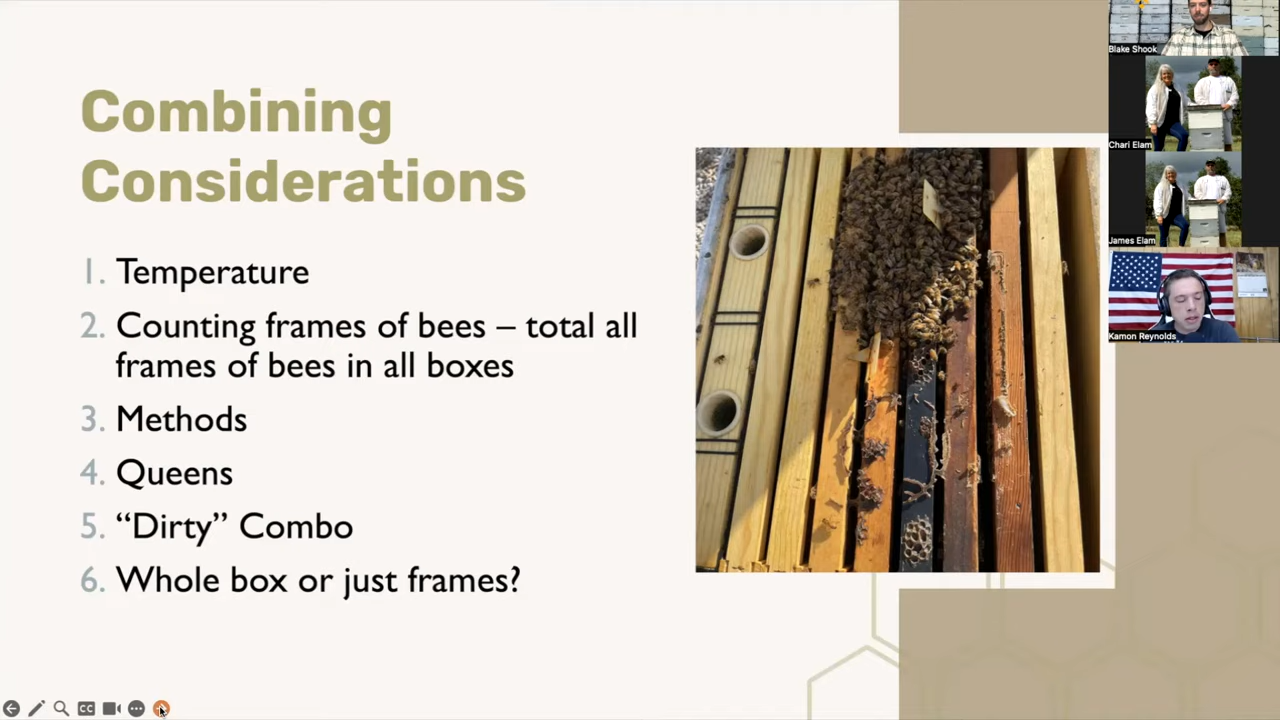 Combining
Considerations
1. Temperature
2. Counting frames of bees – total all
frames of bees in all boxes
3. Methods
4. Queens
5. “Dirty” Combo
6. Whole box or just frames?
Blake Shook
Chari Elam
James Elam
Kamon Reynolds
CC